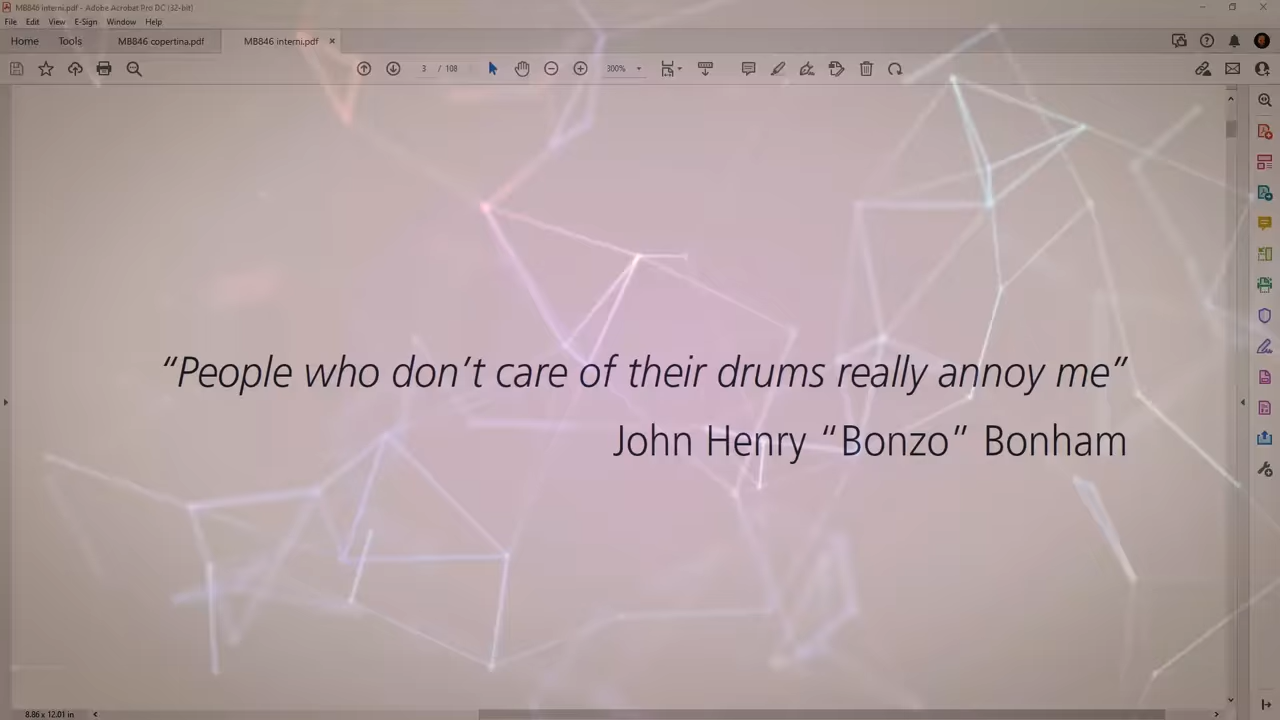 MB846 interni.pdf - Adobe Acrobat Pro DC (32-bit)
File Edit View E-Sign Window Help
Home Tools MB846 copertina.pdf MB846 interni.pdf ×
3 / 108 300%
“People who don’t care of their drums really annoy me”
John Henry “Bonzo” Bonham
8.86 x 12.01 in